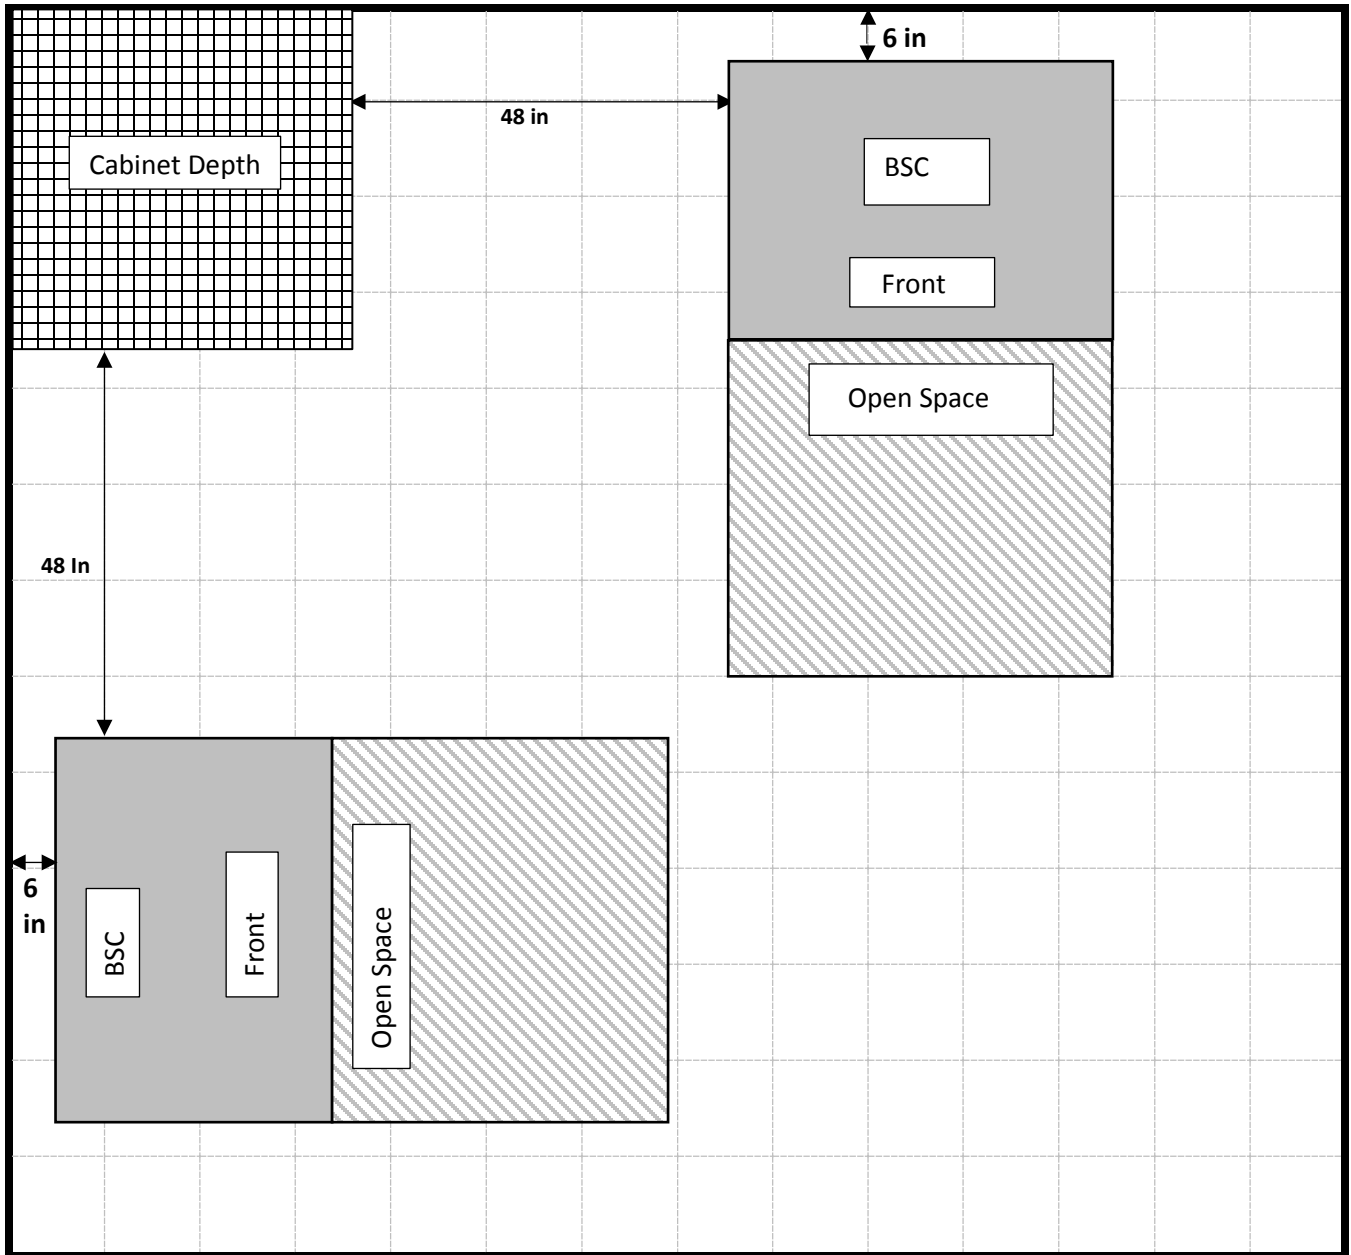 6 in
48 in
Cabinet Depth
BSC
Front
Open Space
48 In
6
in
BSC
Front
Open Space